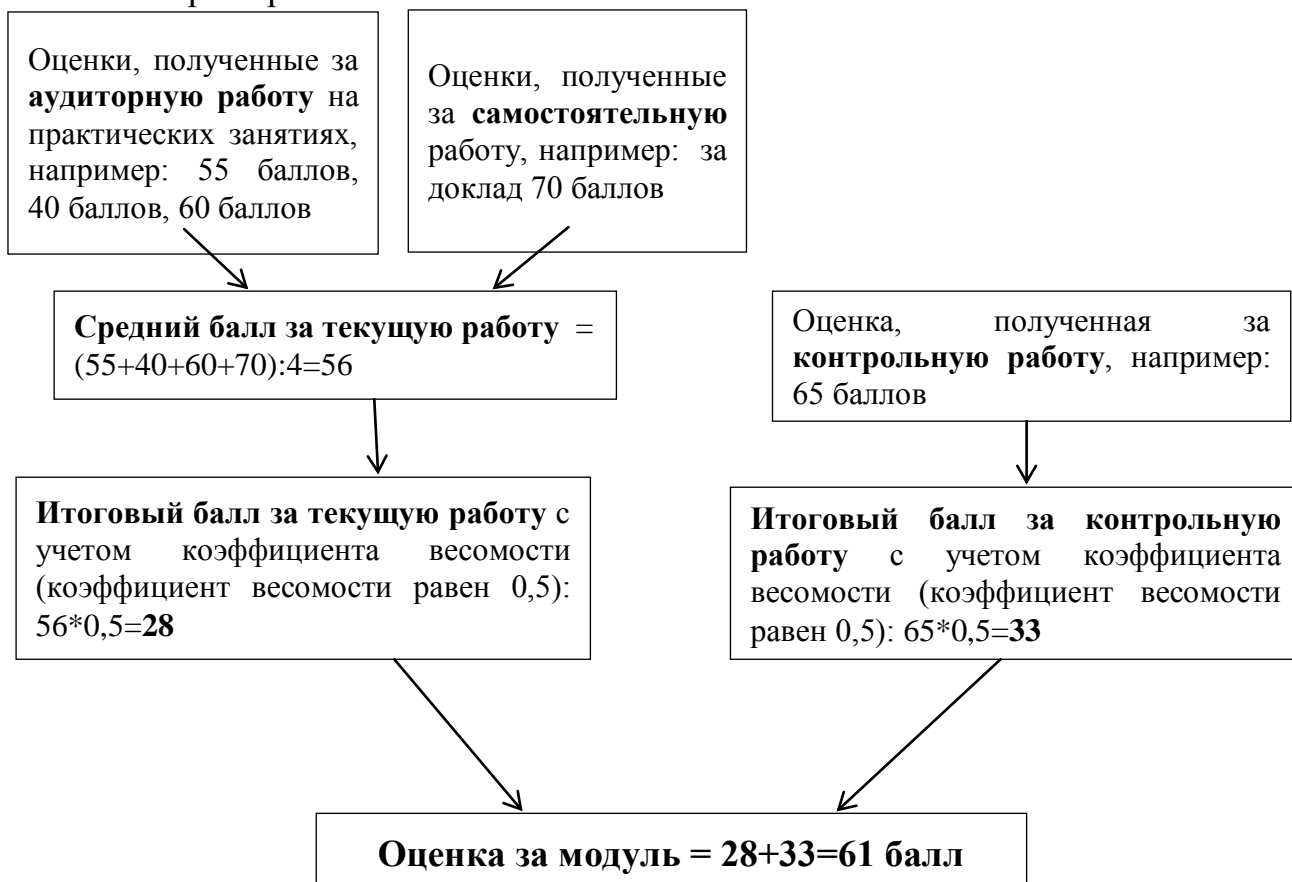 Оценки, полученные за
аудиторную работу на
практических занятиях,
например: 55 баллов,
40 баллов, 60 баллов
Оценки, полученные
за самостоятельную
работу, например: за
доклад 70 баллов
Средний балл за текущую работу =
(55+40+60+70):4=56
Оценка, полученная за
контрольную работу, например:
65 баллов
Итоговый балл за текущую работу с
учетом коэффициента весомости
(коэффициент весомости равен 0,5):
56*0,5=28
Итоговый балл за контрольную
работу с учетом коэффициента
весомости (коэффициент весомости
равен 0,5): 65*0,5=33
Оценка за модуль = 28+33=61 балл